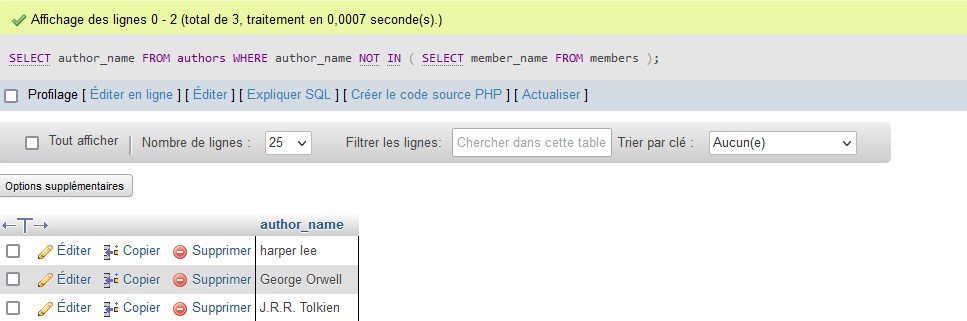 Affichage des lignes 0 - 2 (total de 3, traitement en 0,0007 seconde(s).)
SELECT author_name FROM authors WHERE author_name NOT IN ( SELECT member_name FROM members );
Profilage [ Éditer en ligne ] [ Éditer ] [ Expliquer SQL ] [ Créer le code source PHP ] [ Actualiser ]
Tout afficher | Nombre de lignes : 25 Filtrer les lignes: Chercher dans cette table Trier par clé : Aucun(e)
Options supplémentaires
←T→ author_name
Éditer Copier Supprimer harper lee
Éditer Copier Supprimer George Orwell
Éditer Copier Supprimer J.R.R. Tolkien